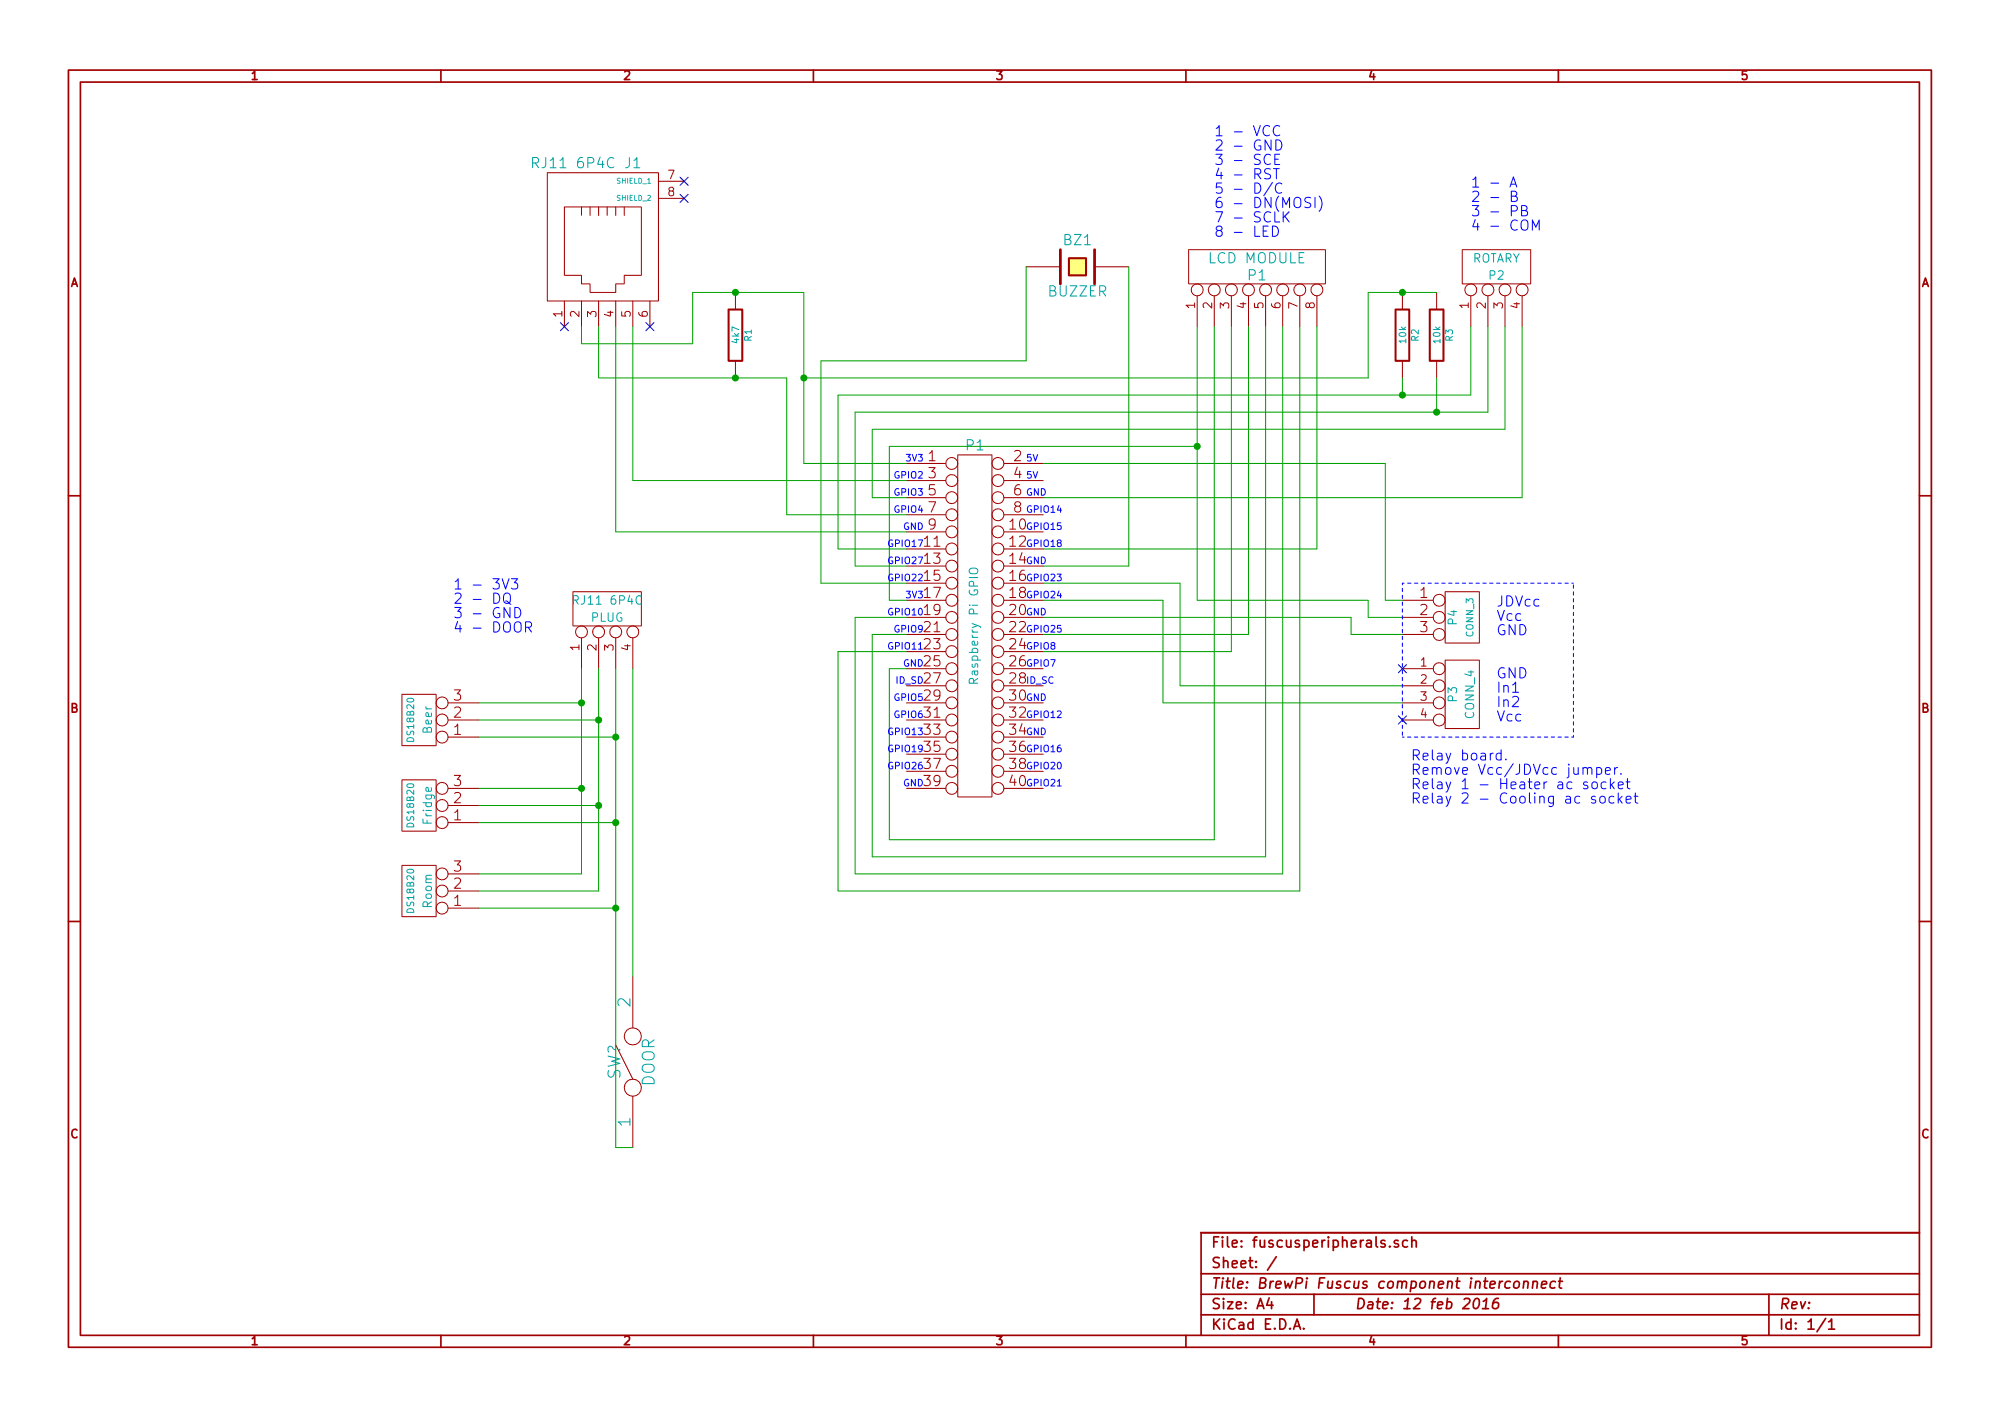 1 2 3 4 5
A
B
C
A
B
C
RJ11 6P4C J1
SHIELD_1 7
SHIELD_2 8
1 2 3 4 5 6
4k7 R1
BZ1
BUZZER
1 - VCC
2 - GND
3 - SCE
4 - RST
5 - D/C
6 - DN(MOSI)
7 - SCLK
8 - LED
LCD MODULE
P1
1 2 3 4 5 6 7 8
1 - A
2 - B
3 - PB
4 - COM
ROTARY
P2
1 2 3 4
10k R2
10k R3
P1
Raspberry Pi GPIO
3V3 1 2 5V
GPIO2 3 4 5V
GPIO3 5 6 GND
GPIO4 7 8 GPIO14
GND 9 10 GPIO15
GPIO17 11 12 GPIO18
GPIO27 13 14 GND
GPIO22 15 16 GPIO23
3V3 17 18 GPIO24
GPIO10 19 20 GND
GPIO9 21 22 GPIO25
GPIO11 23 24 GPIO8
GND 25 26 GPIO7
ID_SD 27 28 ID_SC
GPIO5 29 30 GND
GPIO6 31 32 GPIO12
GPIO13 33 34 GND
GPIO19 35 36 GPIO16
GPIO26 37 38 GPIO20
GND 39 40 GPIO21
1 - 3V3
2 - DQ
3 - GND
4 - DOOR
RJ11 6P4C
PLUG
1 2 3 4
DS18B20
Beer
3
2
1
DS18B20
Fridge
3
2
1
DS18B20
Room
3
2
1
2
SW?
DOOR
1
1
2
3
P4
CONN_3
JDVcc
Vcc
GND
1
2
3
4
P3
CONN_4
GND
In1
In2
Vcc
Relay board.
Remove Vcc/JDVcc jumper.
Relay 1 - Heater ac socket
Relay 2 - Cooling ac socket
File: fuscusperipherals.sch
Sheet: /
Title: BrewPi Fuscus component interconnect
Size: A4 Date: 12 feb 2016 Rev:
KiCad E.D.A. Id: 1/1
1 2 3 4 5